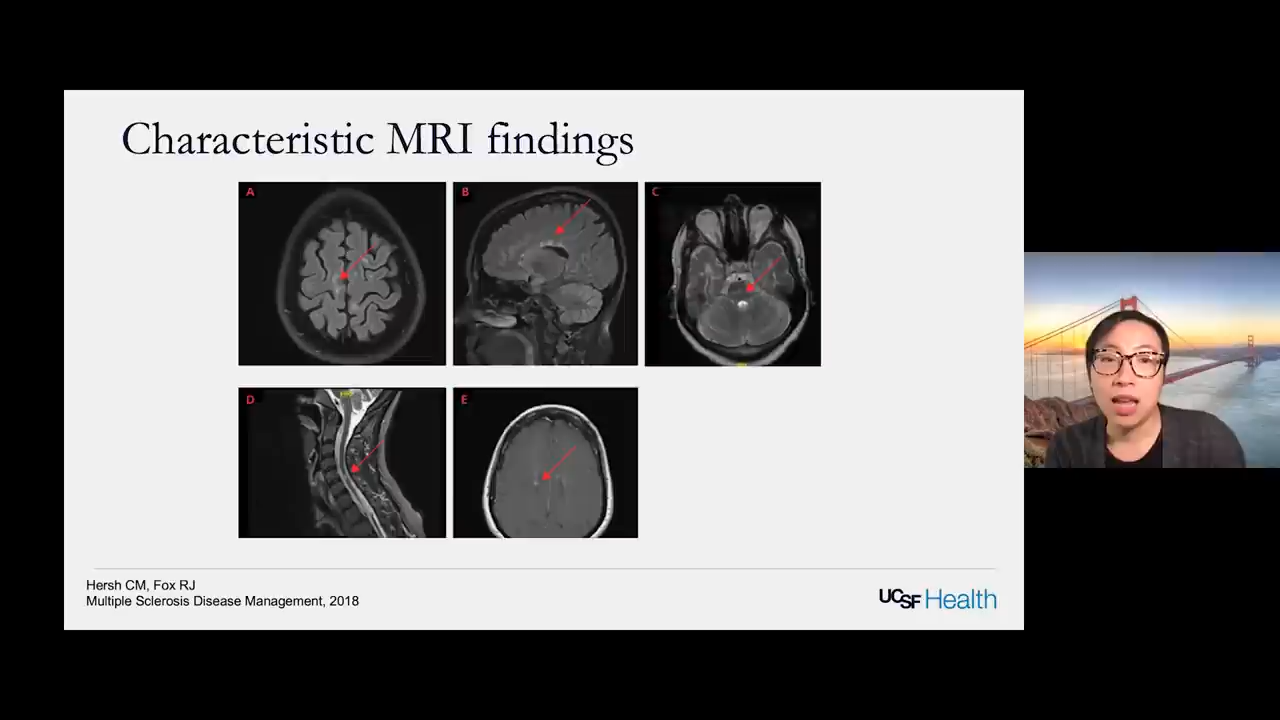 Characteristic MRI findings
A
B
C
D
E
Hersh CM, Fox RJ
Multiple Sclerosis Disease Management, 2018
UCSF Health